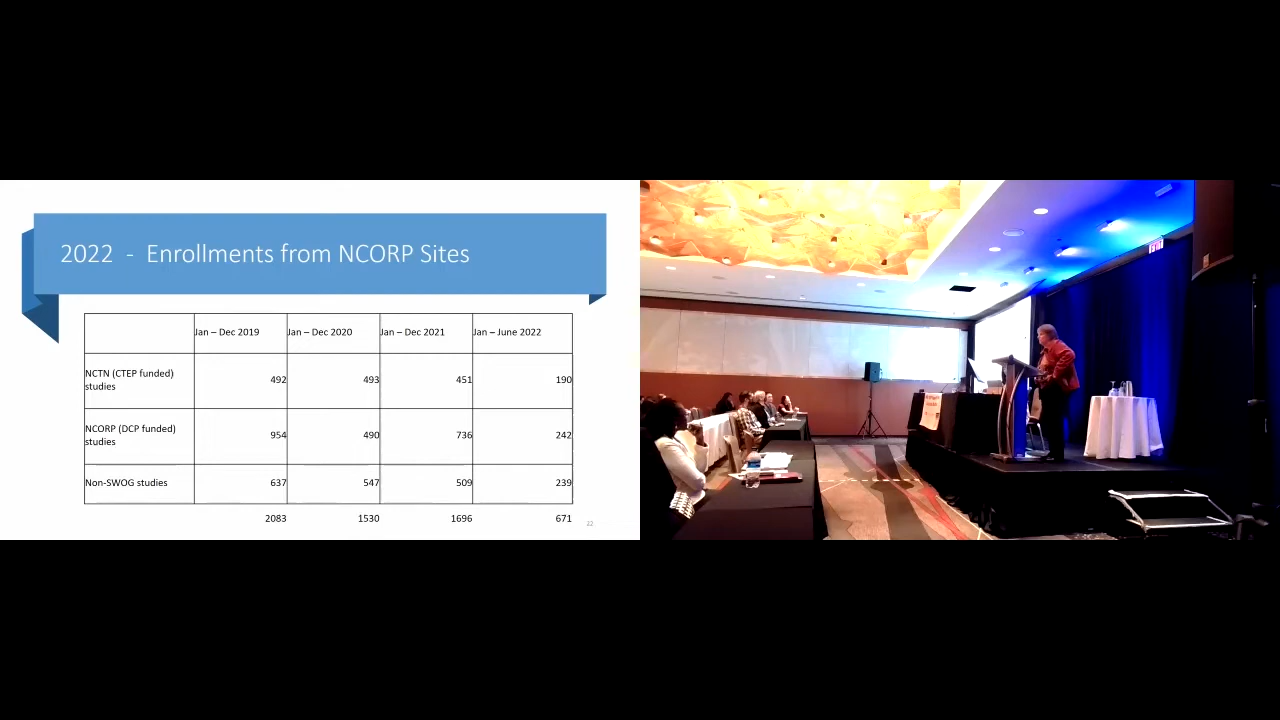 2022 - Enrollments from NCORP Sites
Jan – Dec 2019 Jan – Dec 2020 Jan – Dec 2021 Jan – June 2022
NCTN (CTEP funded)
studies 492 493 451 190
NCORP (DCP funded)
studies 954 490 736 242
Non-SWOG studies 637 547 509 239
2083 1530 1696 671
22